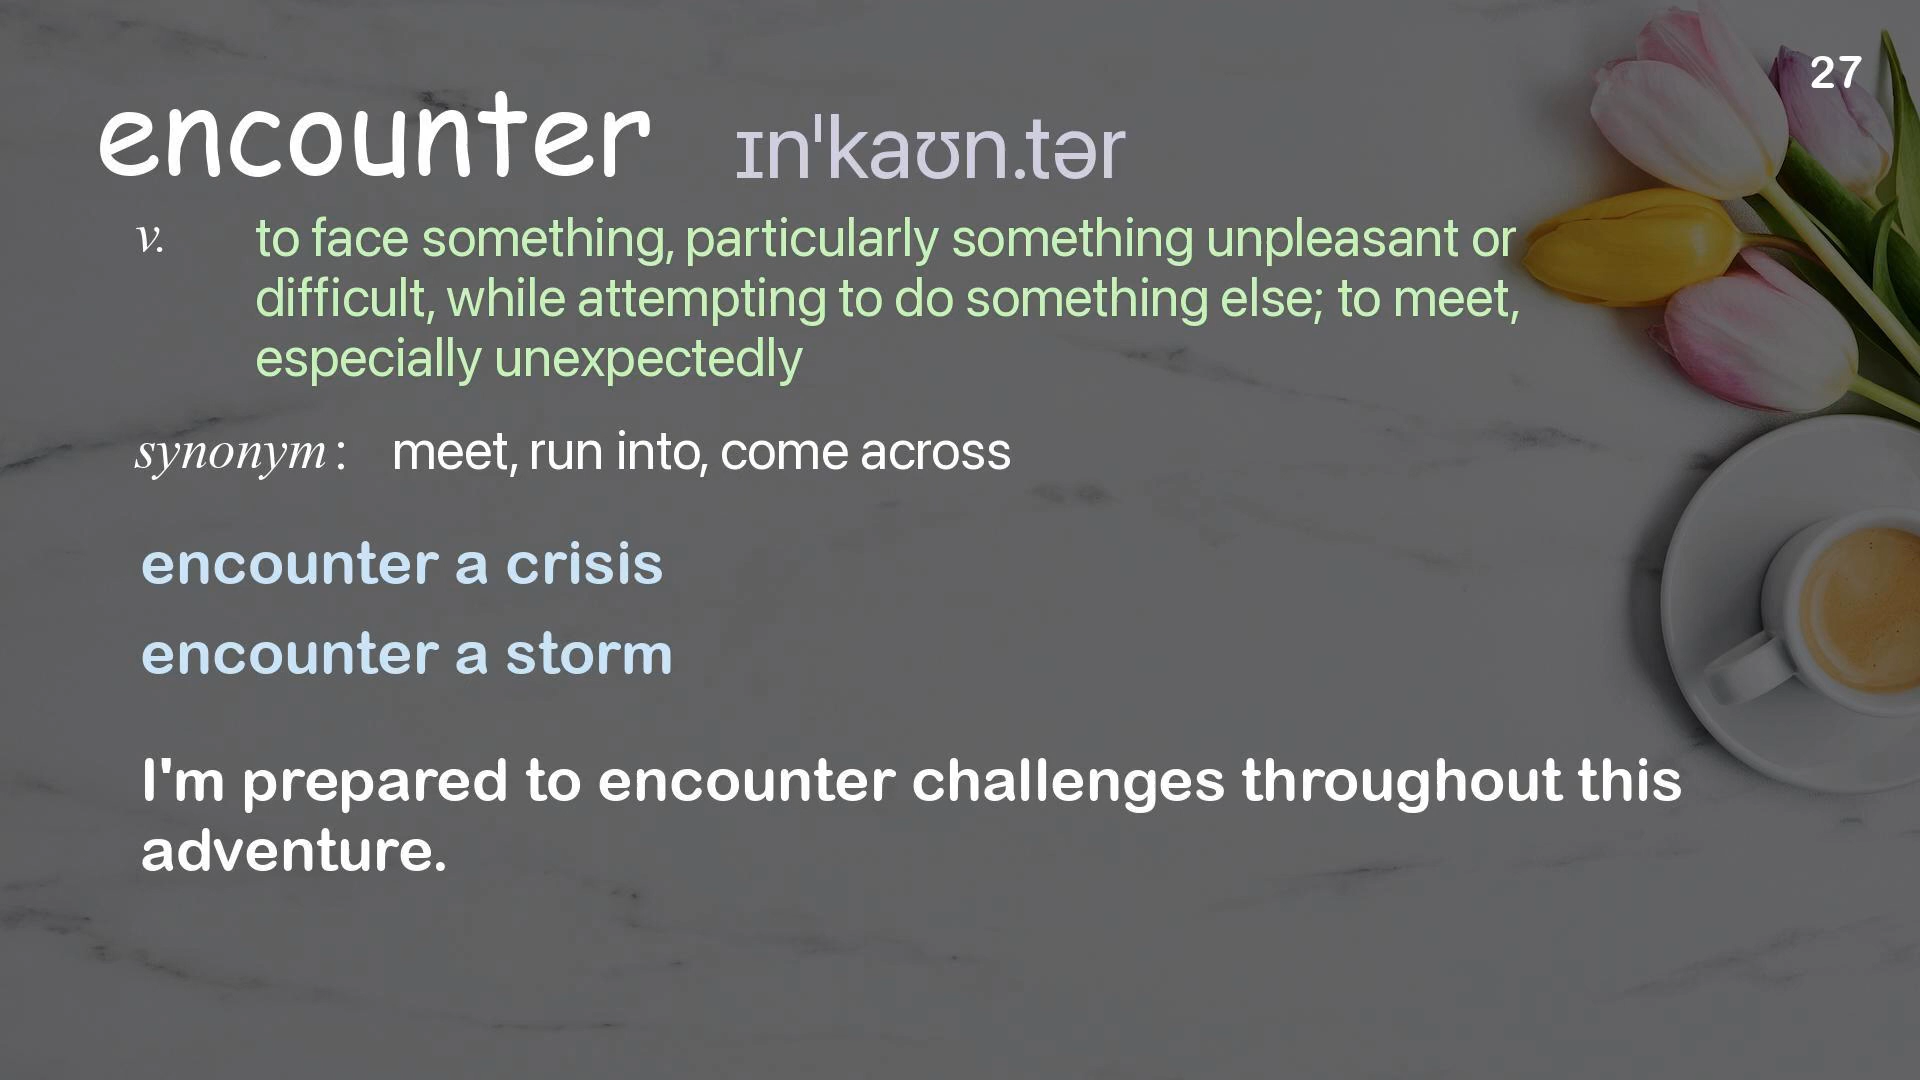 27
encounter ɪnˈkaʊn.tər
v. to face something, particularly something unpleasant or
difficult, while attempting to do something else; to meet,
especially unexpectedly
synonym : meet, run into, come across
encounter a crisis
encounter a storm
I'm prepared to encounter challenges throughout this
adventure.